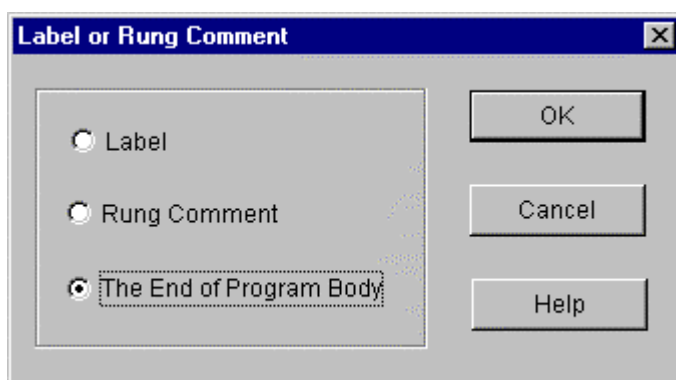 Label or Rung Comment
Label
Rung Comment
The End of Program Body
OK
Cancel
Help